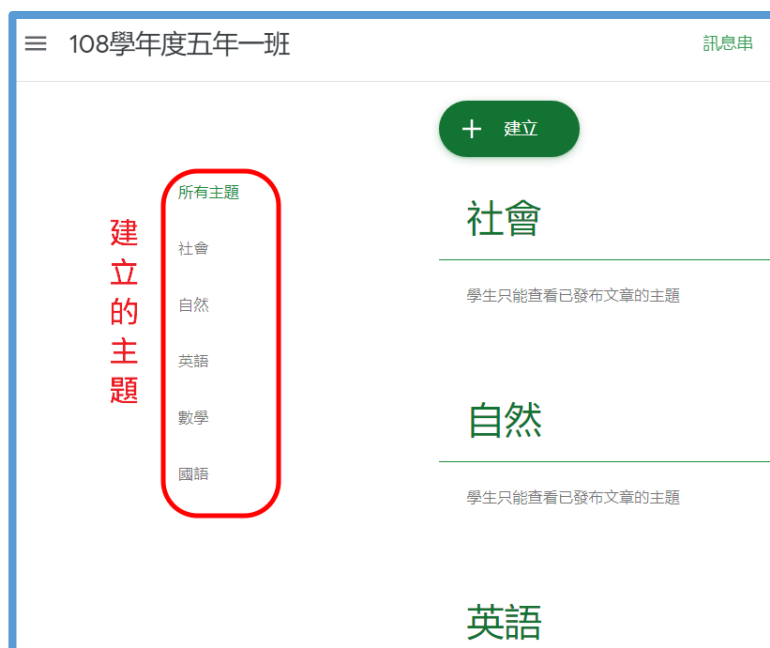 108學年度五年一班
訊息串
建立
建立的主題
所有主題
社會
自然
英語
數學
國語
社會
學生只能查看已發布文章的主題
自然
學生只能查看已發布文章的主題
英語